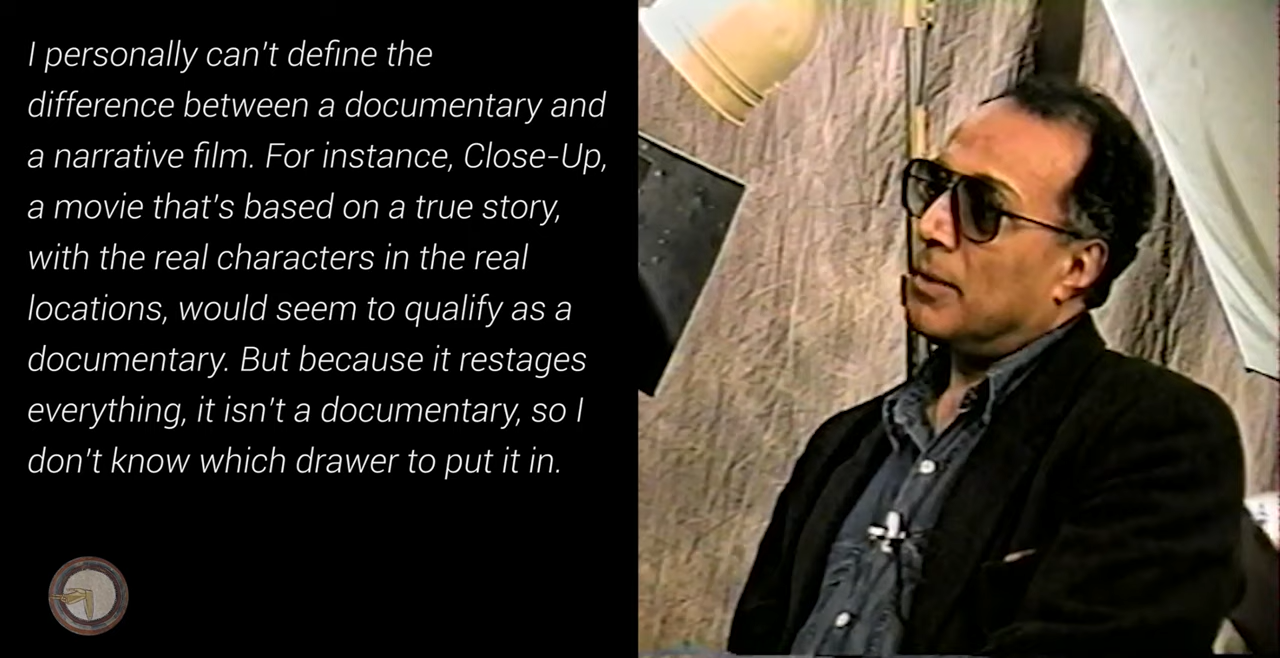 I personally can't define the
difference between a documentary and
a narrative film. For instance, Close-Up,
a movie that's based on a true story,
with the real characters in the real
locations, would seem to qualify as a
documentary. But because it restages
everything, it isn't a documentary, so I
don't know which drawer to put it in.